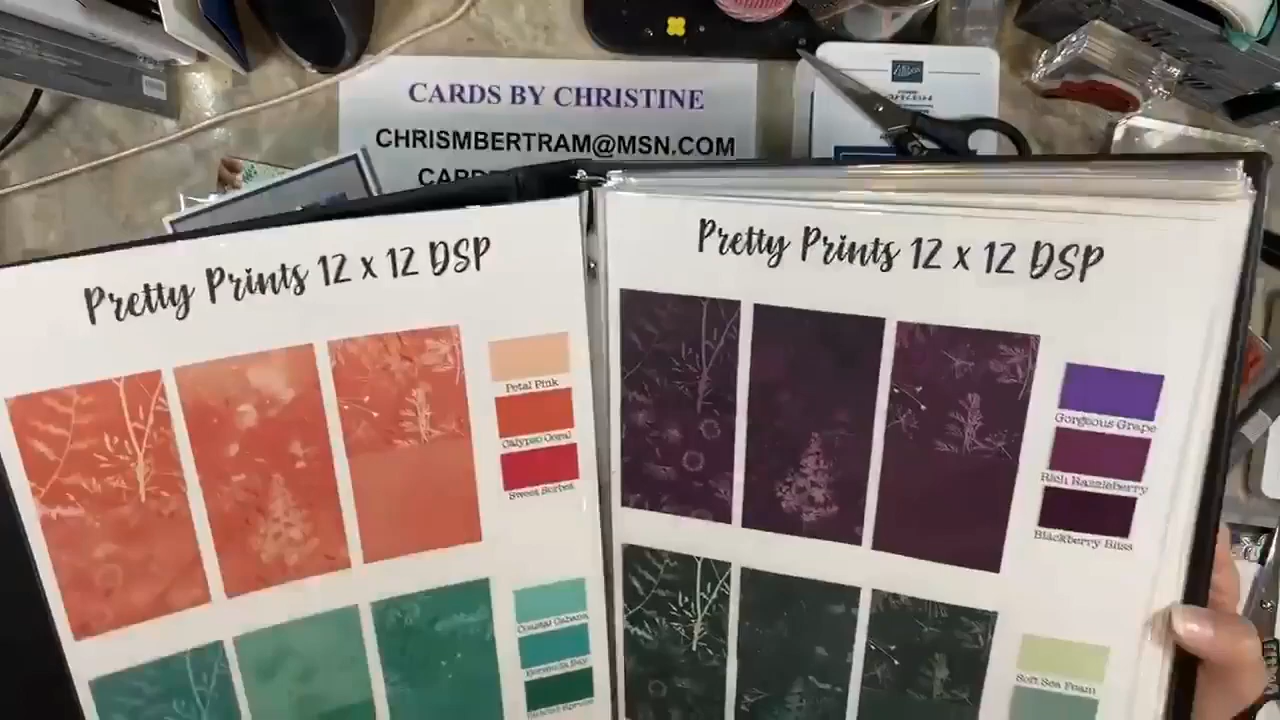 CARDS BY CHRISTINE
CHRISMBERTRAM@MSN.COM
Pretty Prints 12 x 12 DSP
Petal Pink
Calypso Coral
Sweet Sorbet
Coastal Cabana
Bermuda Bay
Pretty Prints 12 x 12 DSP
Gorgeous Grape
Rich Razzleberry
Blackberry Bliss
Soft Sea Foam